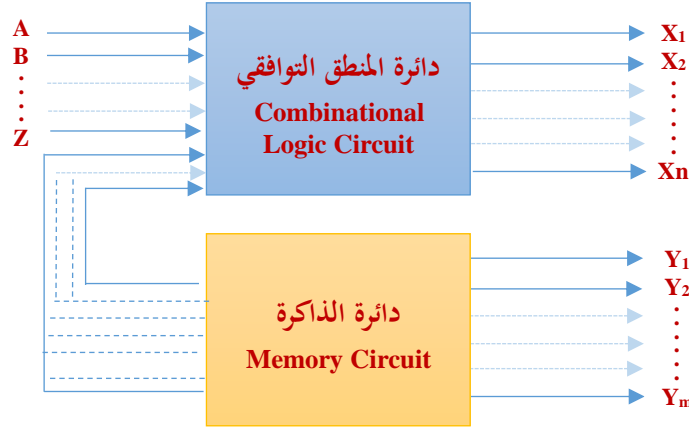 A
B
Z
دائرة المنطق التوافقي
Combinational
Logic Circuit
X1
X2
Xn
دائرة الذاكرة
Memory Circuit
Y1
Y2
Ym